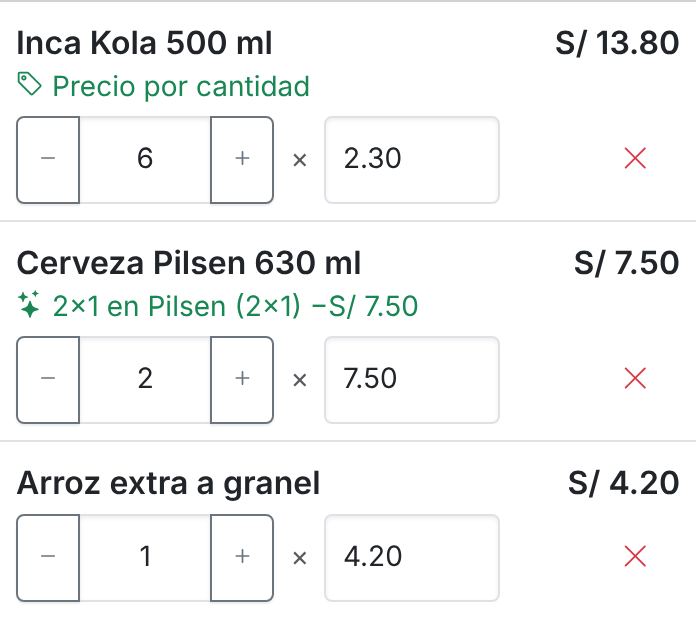 Inca Kola 500 ml S/ 13.80
Precio por cantidad
− 6 + × 2.30
Cerveza Pilsen 630 ml S/ 7.50
2×1 en Pilsen (2×1) −S/ 7.50
− 2 + × 7.50
Arroz extra a granel S/ 4.20
− 1 + × 4.20